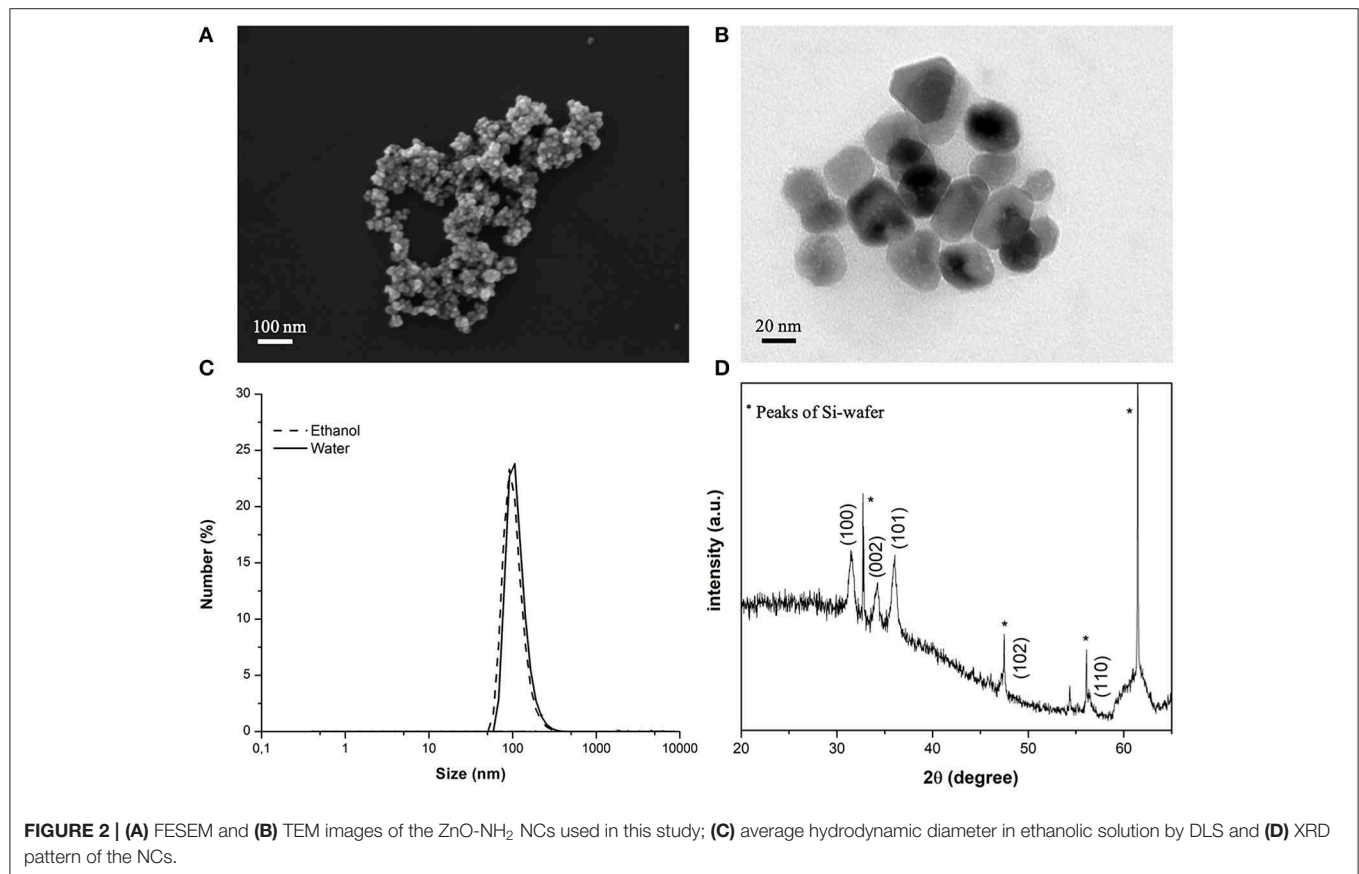 A
B
100 nm
20 nm
C
D
30
25
20
15
10
5
0
Number (%)
Ethanol
Water
0,1 1 10 100 1000 10000
Size (nm)
* Peaks of Si-wafer
*
*
(100)
(002)
(101)
*
(102)
*
(110)
intensity (a.u.)
20 30 40 50 60
2θ (degree)
FIGURE 2 | (A) FESEM and (B) TEM images of the ZnO-NH₂ NCs used in this study; (C) average hydrodynamic diameter in ethanolic solution by DLS and (D) XRD
pattern of the NCs.